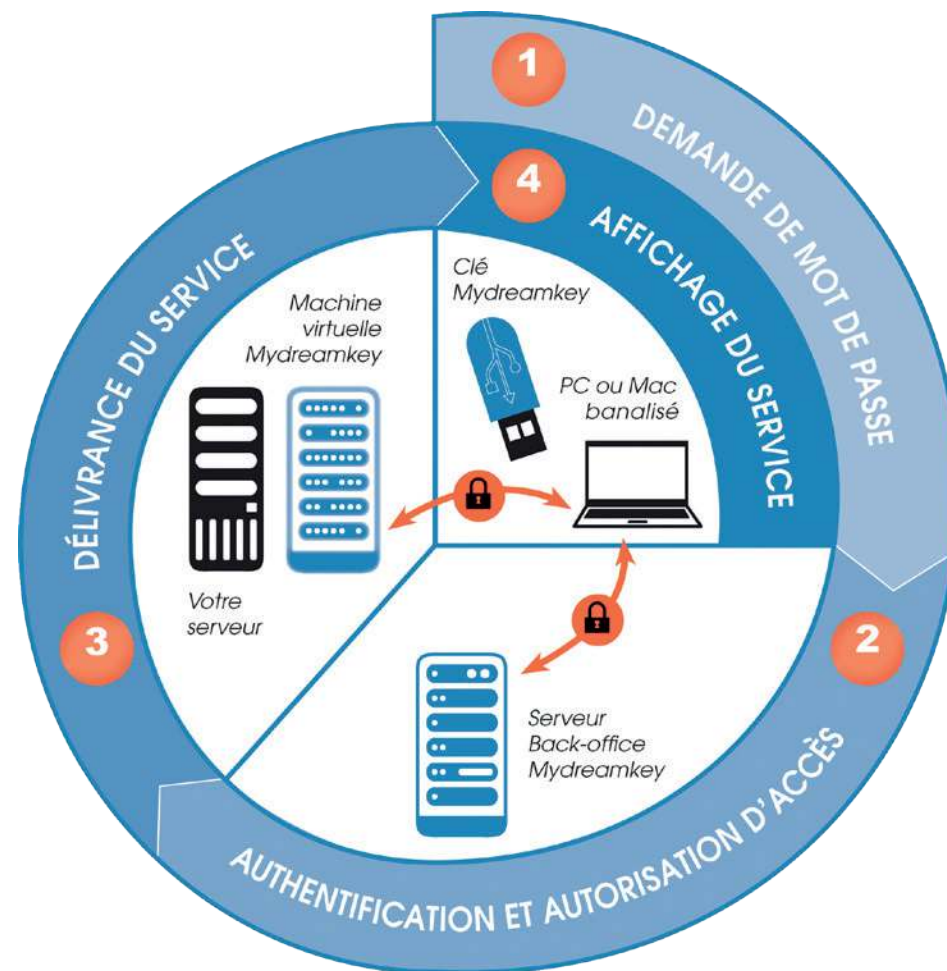 1
DEMANDE DE MOT DE PASSE
4
AFFICHAGE DU SERVICE
Clé
Mydreamkey
PC ou Mac
banalisé
Machine
virtuelle
Mydreamkey
Votre
serveur
DÉLIVRANCE DU SERVICE
3
2
Serveur
Back-office
Mydreamkey
AUTHENTIFICATION ET AUTORISATION D'ACCÈS